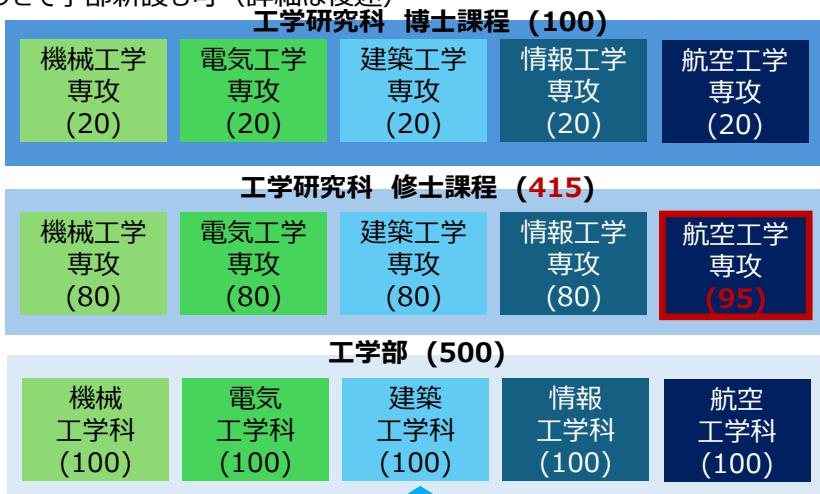 工学研究科 博士課程 (100)
機械工学
専攻
(20)
電気工学
専攻
(20)
建築工学
専攻
(20)
情報工学
専攻
(20)
航空工学
専攻
(20)
工学研究科 修士課程 (415)
機械工学
専攻
(80)
電気工学
専攻
(80)
建築工学
専攻
(80)
情報工学
専攻
(80)
航空工学
専攻
(95)
工学部 (500)
機械
工学科
(100)
電気
工学科
(100)
建築
工学科
(100)
情報
工学科
(100)
航空
工学科
(100)